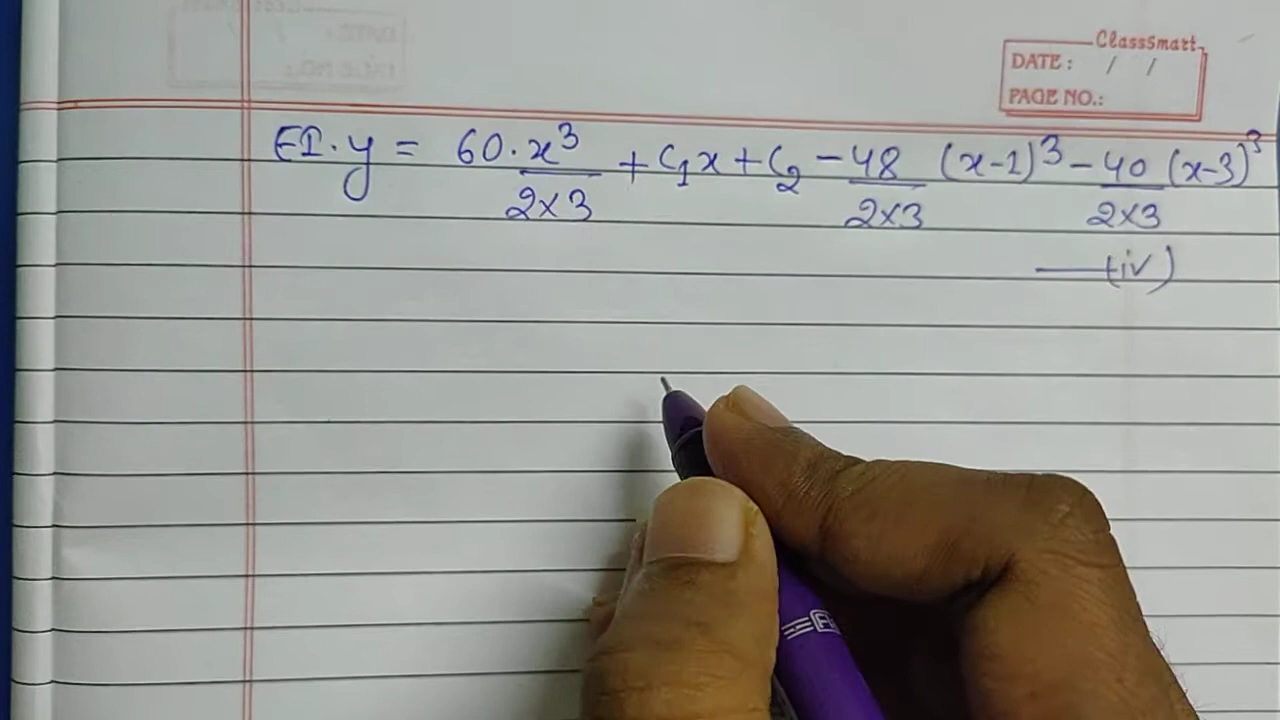 ClassSmart
DATE : / /
PAGE NO.:
EI.y = 60.x³/2×3 + C₁x + C₂ - 48/2×3 (x-1)³ - 40/2×3 (x-3)³
—(iv)